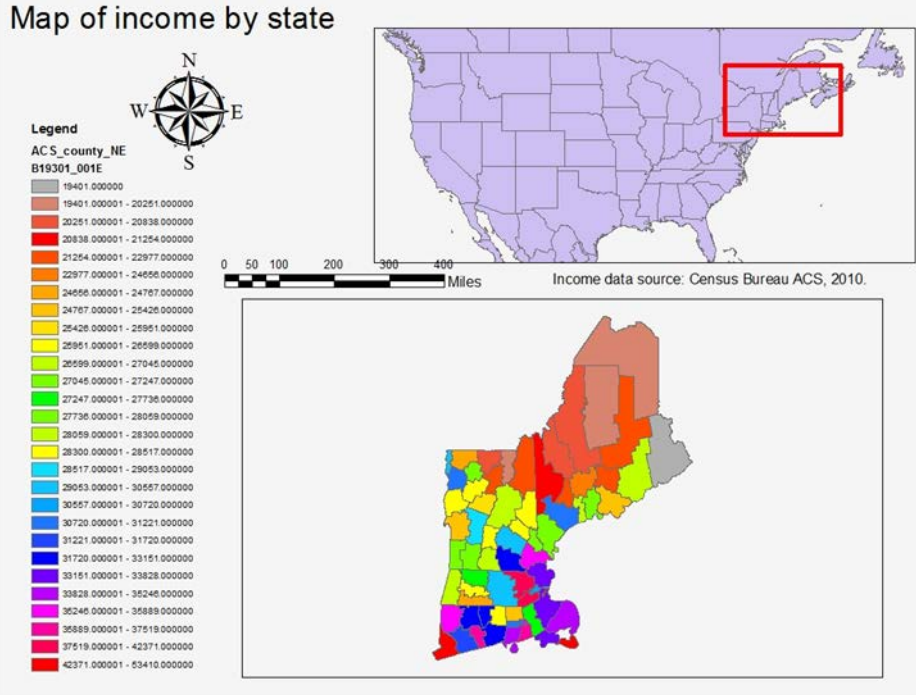 Map of income by state
N
W E
S
Legend
ACS_county_NE
B19301_001E
19401.000000
19401.000001 - 20251.000000
20251.000001 - 20838.000000
20838.000001 - 21254.000000
21254.000001 - 22977.000000
22977.000001 - 24656.000000
24656.000001 - 24767.000000
24767.000001 - 25426.000000
25426.000001 - 25951.000000
25951.000001 - 26599.000000
26599.000001 - 27045.000000
27045.000001 - 27247.000000
27247.000001 - 27736.000000
27736.000001 - 28059.000000
28059.000001 - 28300.000000
28300.000001 - 28517.000000
28517.000001 - 29053.000000
29053.000001 - 30557.000000
30557.000001 - 30720.000000
30720.000001 - 31221.000000
31221.000001 - 31720.000000
31720.000001 - 33151.000000
33151.000001 - 33828.000000
33828.000001 - 35246.000000
35246.000001 - 35889.000000
35889.000001 - 37519.000000
37519.000001 - 42371.000000
42371.000001 - 53410.000000
0 50 100 200 300 400
Miles
Income data source: Census Bureau ACS, 2010.